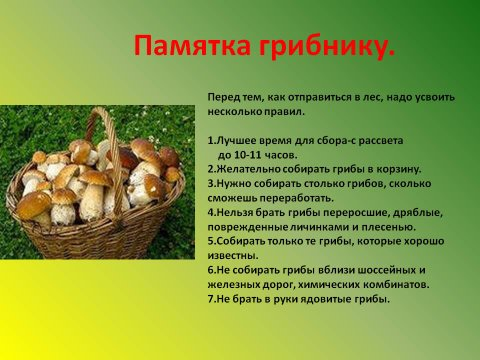 Памятка грибнику.
Перед тем, как отправиться в лес, надо усвоить
несколько правил.
1.Лучшее время для сбора-с рассвета
до 10-11 часов.
2.Желательно собирать грибы в корзину.
3.Нужно собирать столько грибов, сколько
сможешь переработать.
4.Нельзя брать грибы переросшие, дряблые,
поврежденные личинками и плесенью.
5.Собирать только те грибы, которые хорошо
известны.
6.Не собирать грибы вблизи шоссейных и
железных дорог, химических комбинатов.
7.Не брать в руки ядовитые грибы.